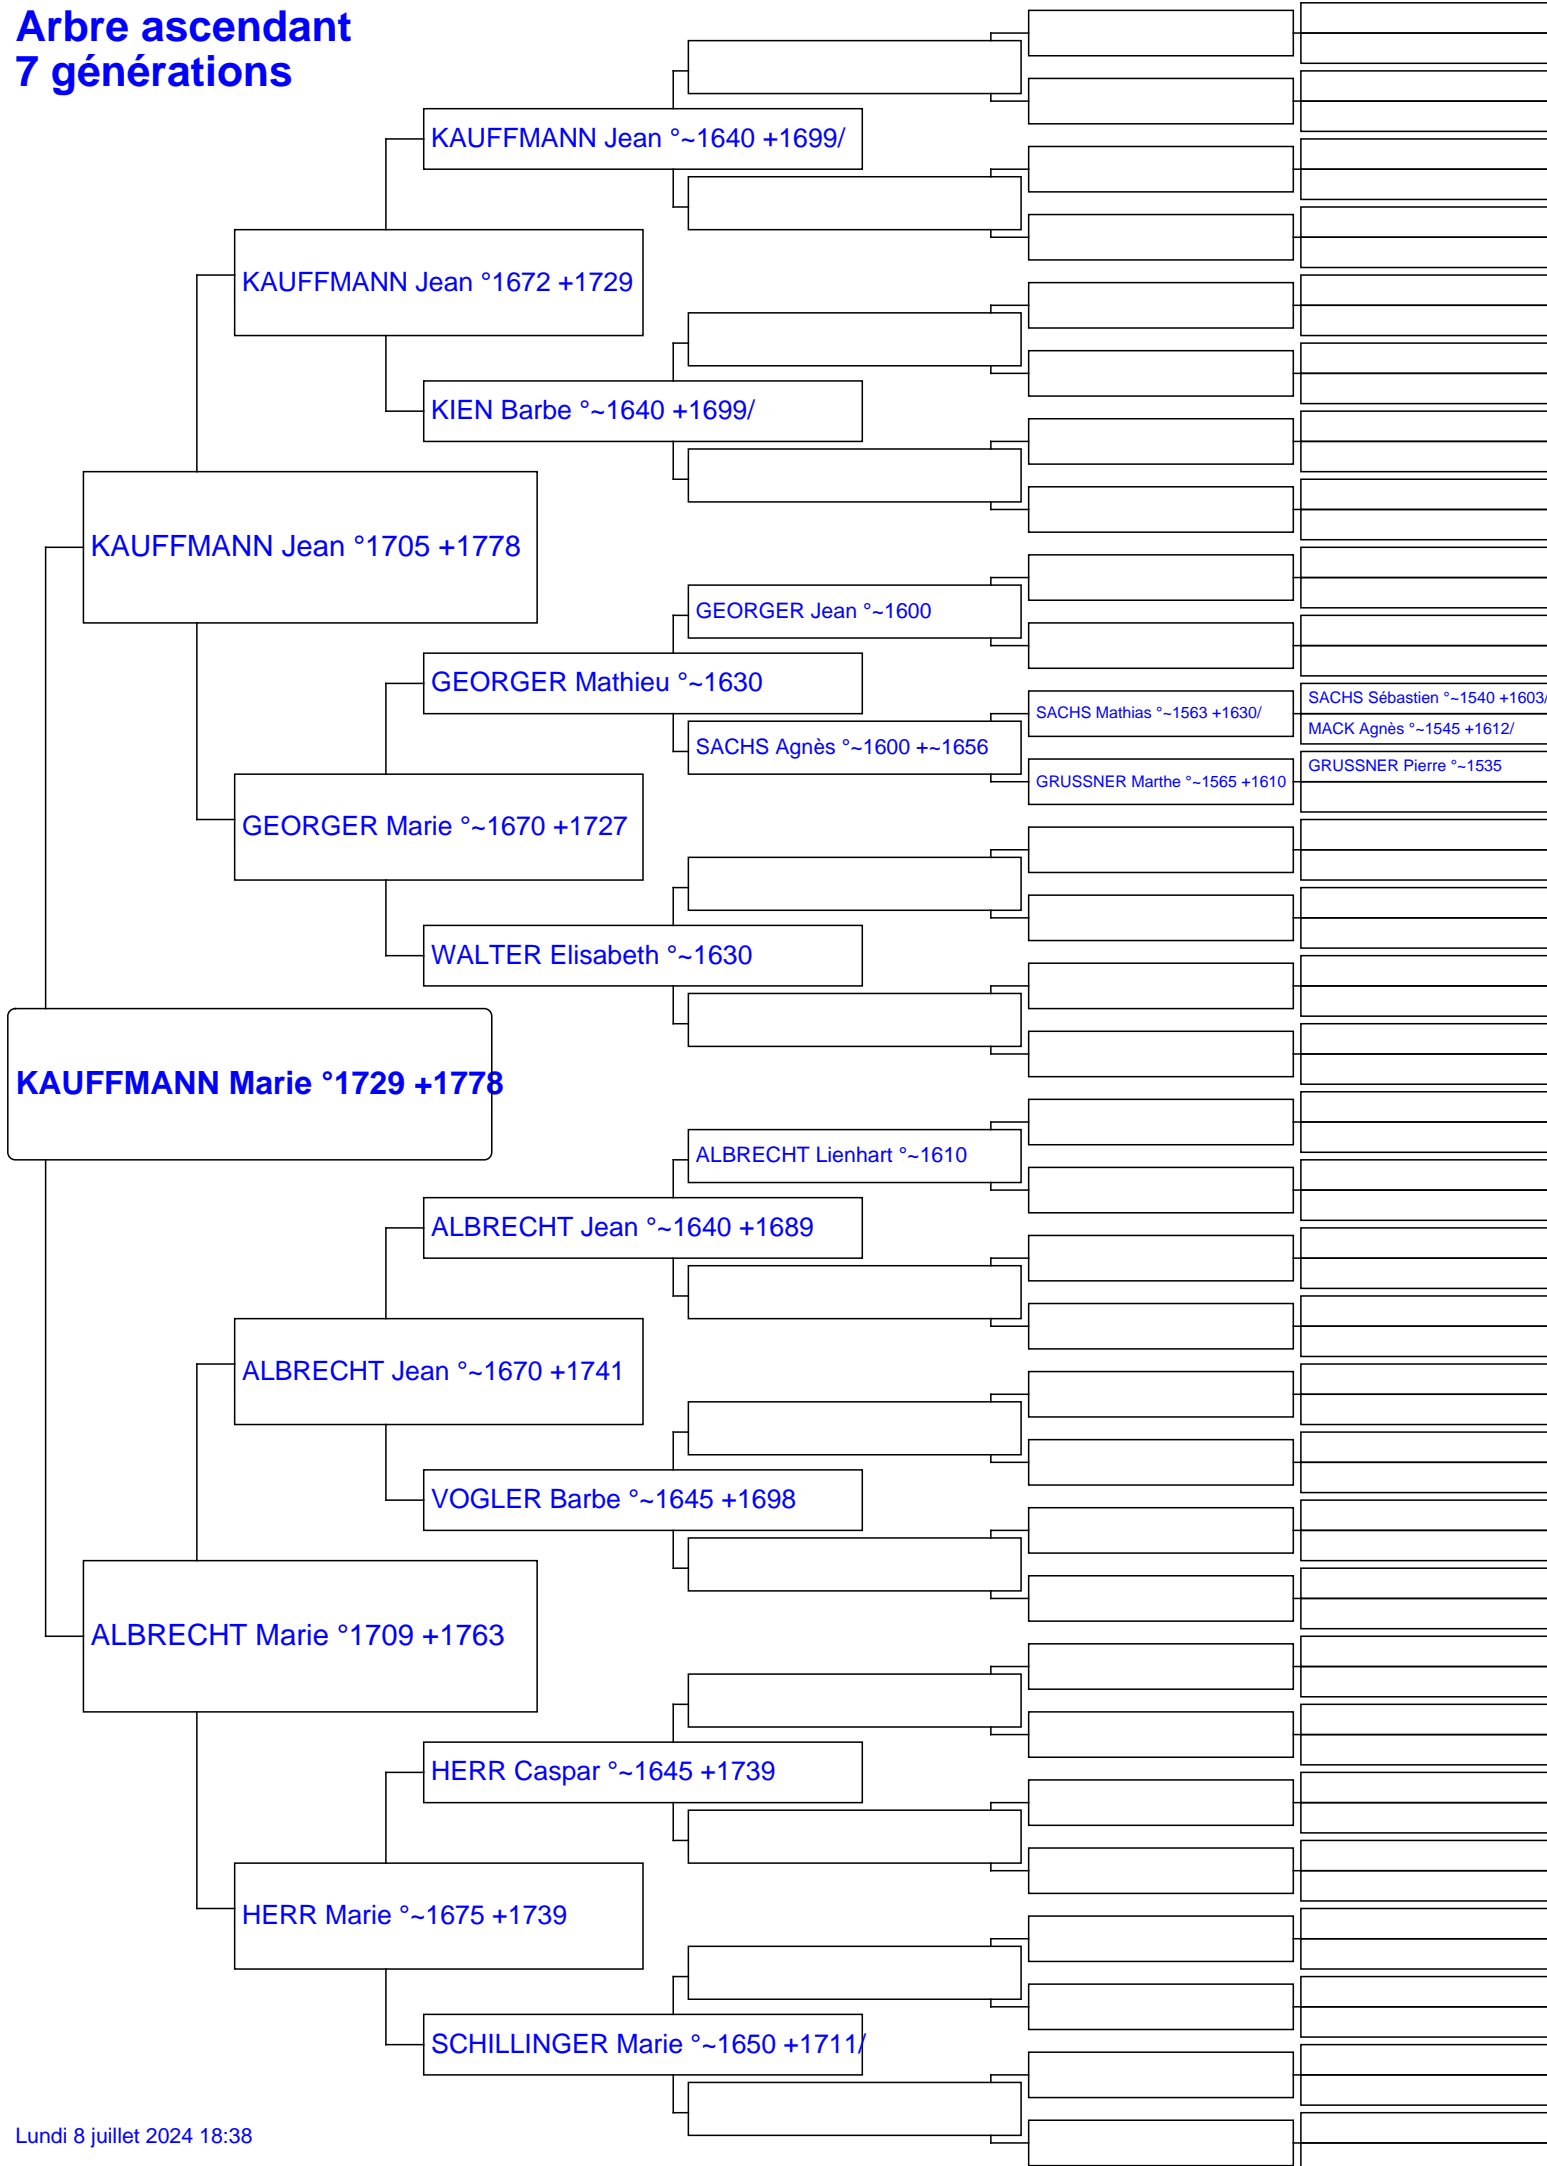 Arbre ascendant
7 générations
KAUFFMANN Jean °~1640 +1699/
KAUFFMANN Jean °1672 +1729
KIEN Barbe °~1640 +1699/
KAUFFMANN Jean °1705 +1778
GEORGER Jean °~1600
GEORGER Mathieu °~1630
SACHS Sébastien °~1540 +1603/
SACHS Mathias °~1563 +1630/
MACK Agnès °~1545 +1612/
SACHS Agnès °~1600 +~1656
GRUSSNER Pierre °~1535
GRUSSNER Marthe °~1565 +1610
GEORGER Marie °~1670 +1727
WALTER Elisabeth °~1630
KAUFFMANN Marie °1729 +1778
ALBRECHT Lienhart °~1610
ALBRECHT Jean °~1640 +1689
ALBRECHT Jean °~1670 +1741
VOGLER Barbe °~1645 +1698
ALBRECHT Marie °1709 +1763
HERR Caspar °~1645 +1739
HERR Marie °~1675 +1739
SCHILLINGER Marie °~1650 +1711/
Lundi 8 juillet 2024 18:38